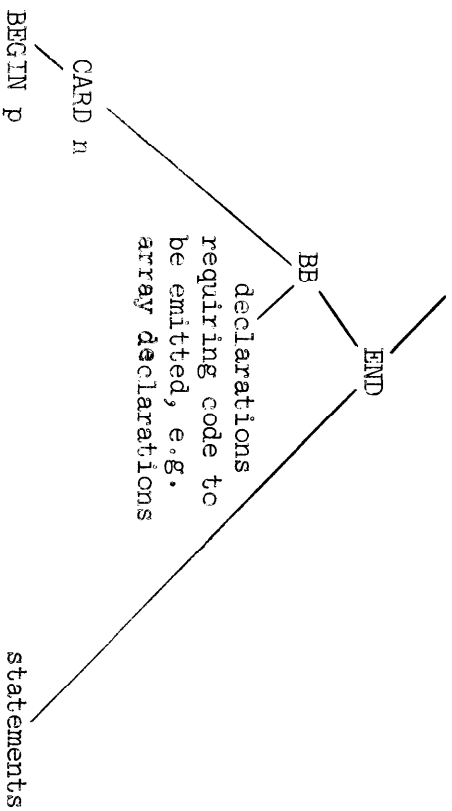 END
BB
declarations
requiring code to
be emitted, e.g.
array declarations
CARD n
BEGIN p
statements